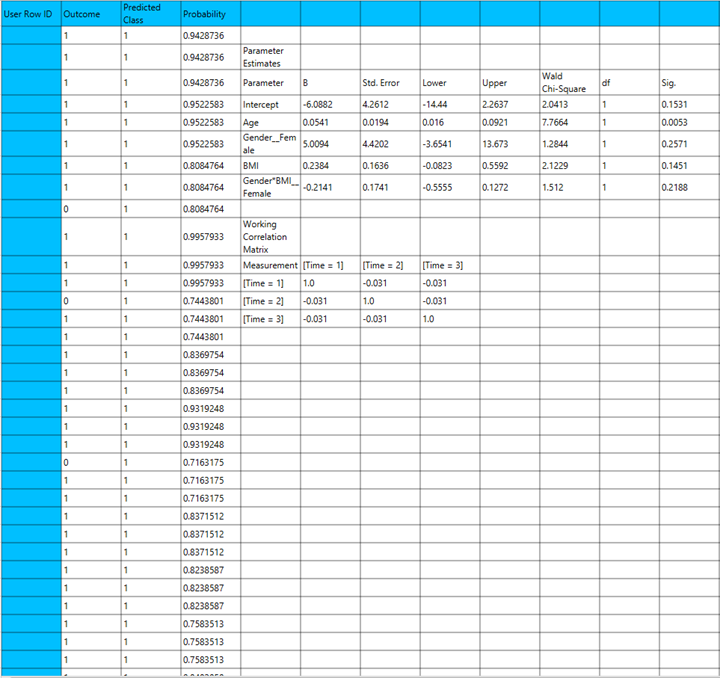 User Row ID Outcome Predicted Class Probability
1 1 0.9428736
1 1 0.9428736 Parameter Estimates
1 1 0.9428736 Parameter B Std. Error Lower Upper Wald Chi-Square df Sig.
1 1 0.9522583 Intercept -6.0882 4.2612 -14.44 2.2637 2.0413 1 0.1531
1 1 0.9522583 Age 0.0541 0.0194 0.016 0.0921 7.7664 1 0.0053
1 1 0.9522583 Gender__Female 5.0094 4.4202 -3.6541 13.673 1.2844 1 0.2571
1 1 0.8084764 BMI 0.2384 0.1636 -0.0823 0.5592 2.1229 1 0.1451
1 1 0.8084764 Gender*BMI__Female -0.2141 0.1741 -0.5555 0.1272 1.512 1 0.2188
0 1 0.8084764
1 1 0.9957933 Working Correlation Matrix
1 1 0.9957933 Measurement [Time = 1] [Time = 2] [Time = 3]
1 1 0.9957933 [Time = 1] 1.0 -0.031 -0.031
0 1 0.7443801 [Time = 2] -0.031 1.0 -0.031
1 1 0.7443801 [Time = 3] -0.031 -0.031 1.0
1 1 0.7443801
1 1 0.8369754
1 1 0.8369754
1 1 0.8369754
1 1 0.9319248
1 1 0.9319248
1 1 0.9319248
0 1 0.7163175
1 1 0.7163175
1 1 0.7163175
1 1 0.8371512
1 1 0.8371512
1 1 0.8371512
1 1 0.8238587
1 1 0.8238587
1 1 0.8238587
1 1 0.7583513
1 1 0.7583513
1 1 0.7583513